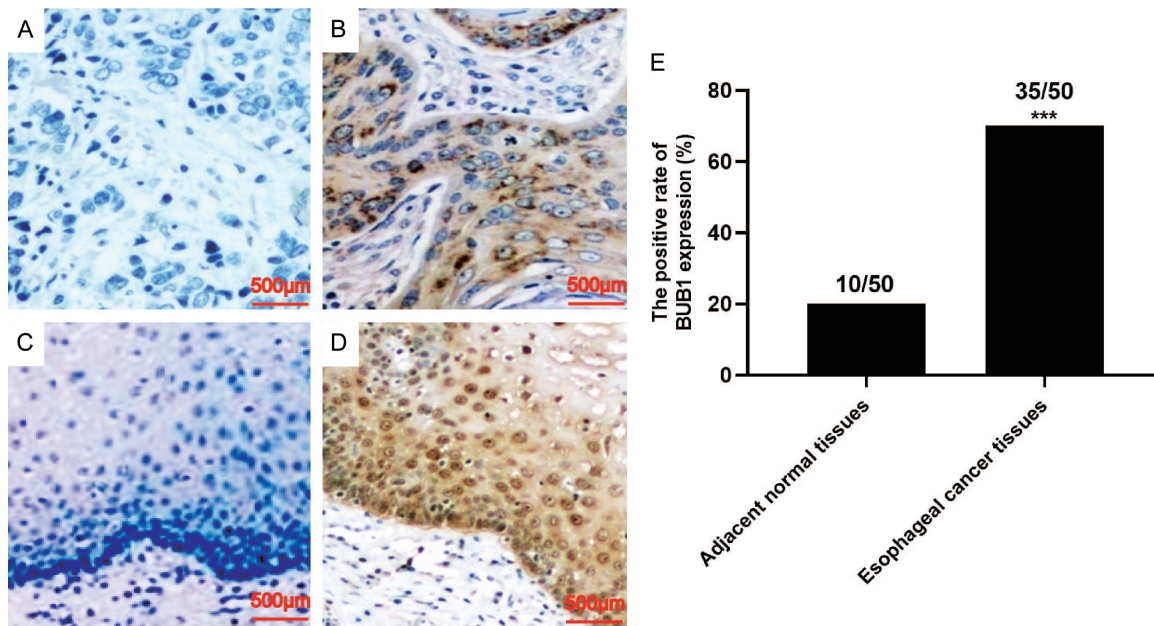 A
500μm
B
500μm
C
500μm
D
500μm
E
The positive rate of
BUB1 expression (%)
80
60
40
20
0
10/50
35/50
***
Adjacent normal tissues
Esophageal cancer tissues